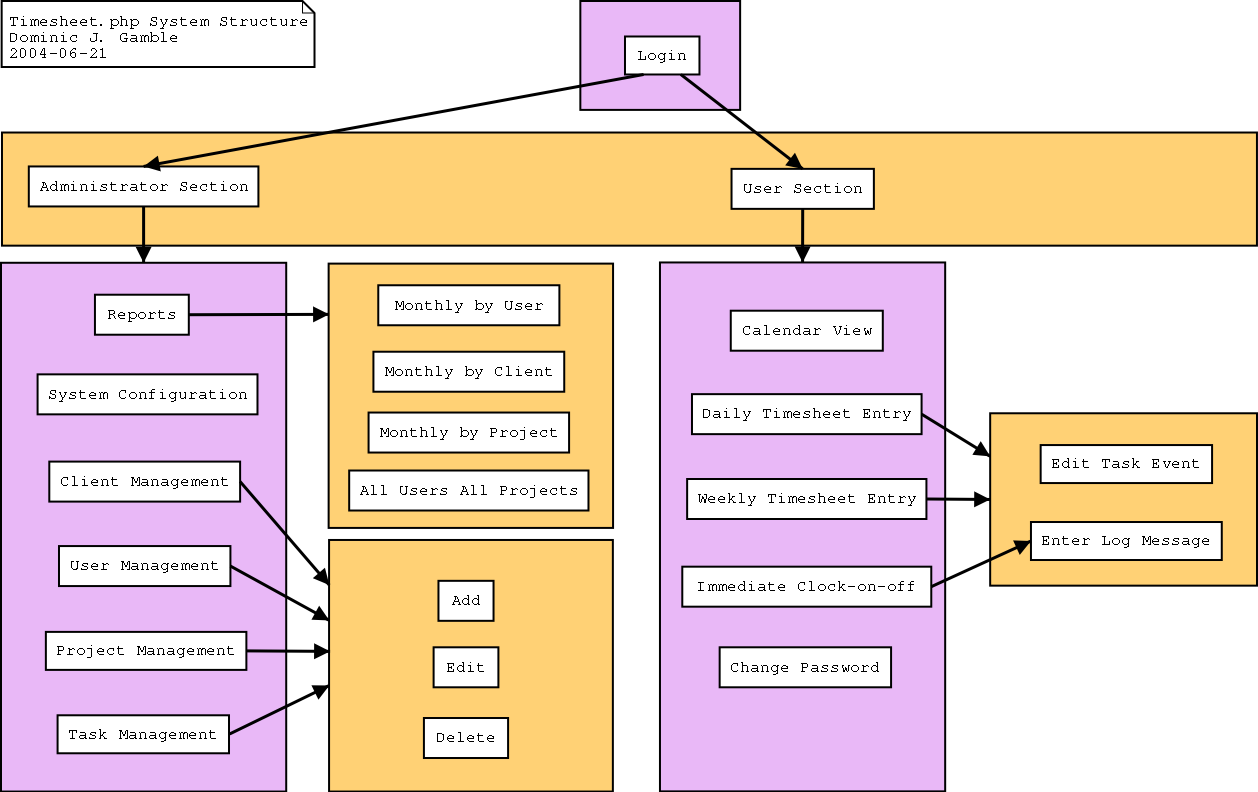 Timesheet.php System Structure
Dominic J. Gamble
2004-06-21
Login
Administrator Section
User Section
Reports
System Configuration
Client Management
User Management
Project Management
Task Management
Monthly by User
Monthly by Client
Monthly by Project
All Users All Projects
Add
Edit
Delete
Calendar View
Daily Timesheet Entry
Weekly Timesheet Entry
Immediate Clock-on-off
Change Password
Edit Task Event
Enter Log Message